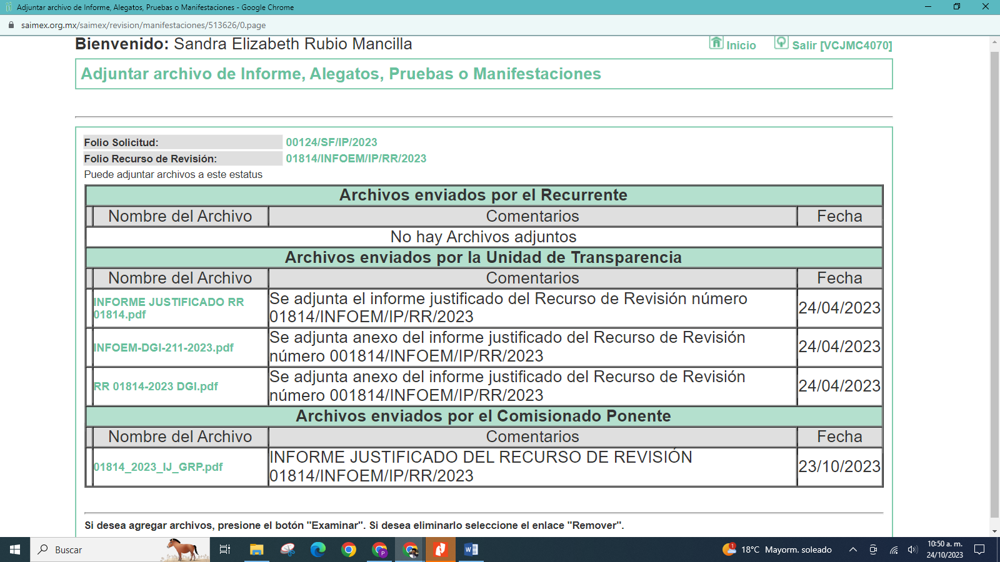 Adjuntar archivo de Informe, Alegatos, Pruebas o Manifestaciones - Google Chrome
saimex.org.mx/saimex/revision/manifestaciones/513626/0.page
Bienvenido: Sandra Elizabeth Rubio Mancilla
Inicio
Salir [VCJMC4070]
Adjuntar archivo de Informe, Alegatos, Pruebas o Manifestaciones
Folio Solicitud: 00124/SF/IP/2023
Folio Recurso de Revisión: 01814/INFOEM/IP/RR/2023
Puede adjuntar archivos a este estatus
Archivos enviados por el Recurrente
Nombre del Archivo Comentarios Fecha
No hay Archivos adjuntos
Archivos enviados por la Unidad de Transparencia
Nombre del Archivo Comentarios Fecha
INFORME JUSTIFICADO RR
01814.pdf
Se adjunta el informe justificado del Recurso de Revisión número
01814/INFOEM/IP/RR/2023
24/04/2023
INFOEM-DGI-211-2023.pdf
Se adjunta anexo del informe justificado del Recurso de Revisión
número 001814/INFOEM/IP/RR/2023
24/04/2023
RR 01814-2023 DGI.pdf
Se adjunta anexo del informe justificado del Recurso de Revisión
número 001814/INFOEM/IP/RR/2023
24/04/2023
Archivos enviados por el Comisionado Ponente
Nombre del Archivo Comentarios Fecha
01814_2023_IJ_GRP.pdf
INFORME JUSTIFICADO DEL RECURSO DE REVISIÓN
01814/INFOEM/IP/RR/2023
23/10/2023
Si desea agregar archivos, presione el botón "Examinar". Si desea eliminarlo seleccione el enlace "Remover".
Buscar
P
W
1
18°C Mayorm. soleado
10:50 a. m.
24/10/2023